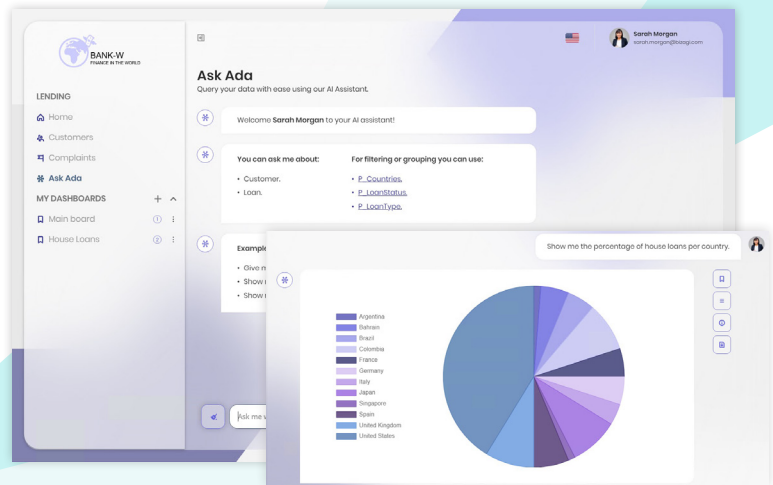 BANK-W
FINANCE IN THE WORLD
LENDING
Home
Customers
Complaints
Ask Ada
MY DASHBOARDS
Main board
1
House Loans
2
Sarah Morgan
sarah.morgan@bizagi.com
Ask Ada
Query your data with ease using our AI Assistant.
Welcome Sarah Morgan to your AI assistant!
You can ask me about:
• Customer.
• Loan.
For filtering or grouping you can use:
• P_Countries.
• P_LoanStatus.
• P_LoanType.
• Give
• Show
• Show
Ask me
Show me the percentage of house loans per country.
Argentina
Bahrain
Brazil
Colombia
France
Germany
Italy
Japan
Singapore
Spain
United Kingdom
United States